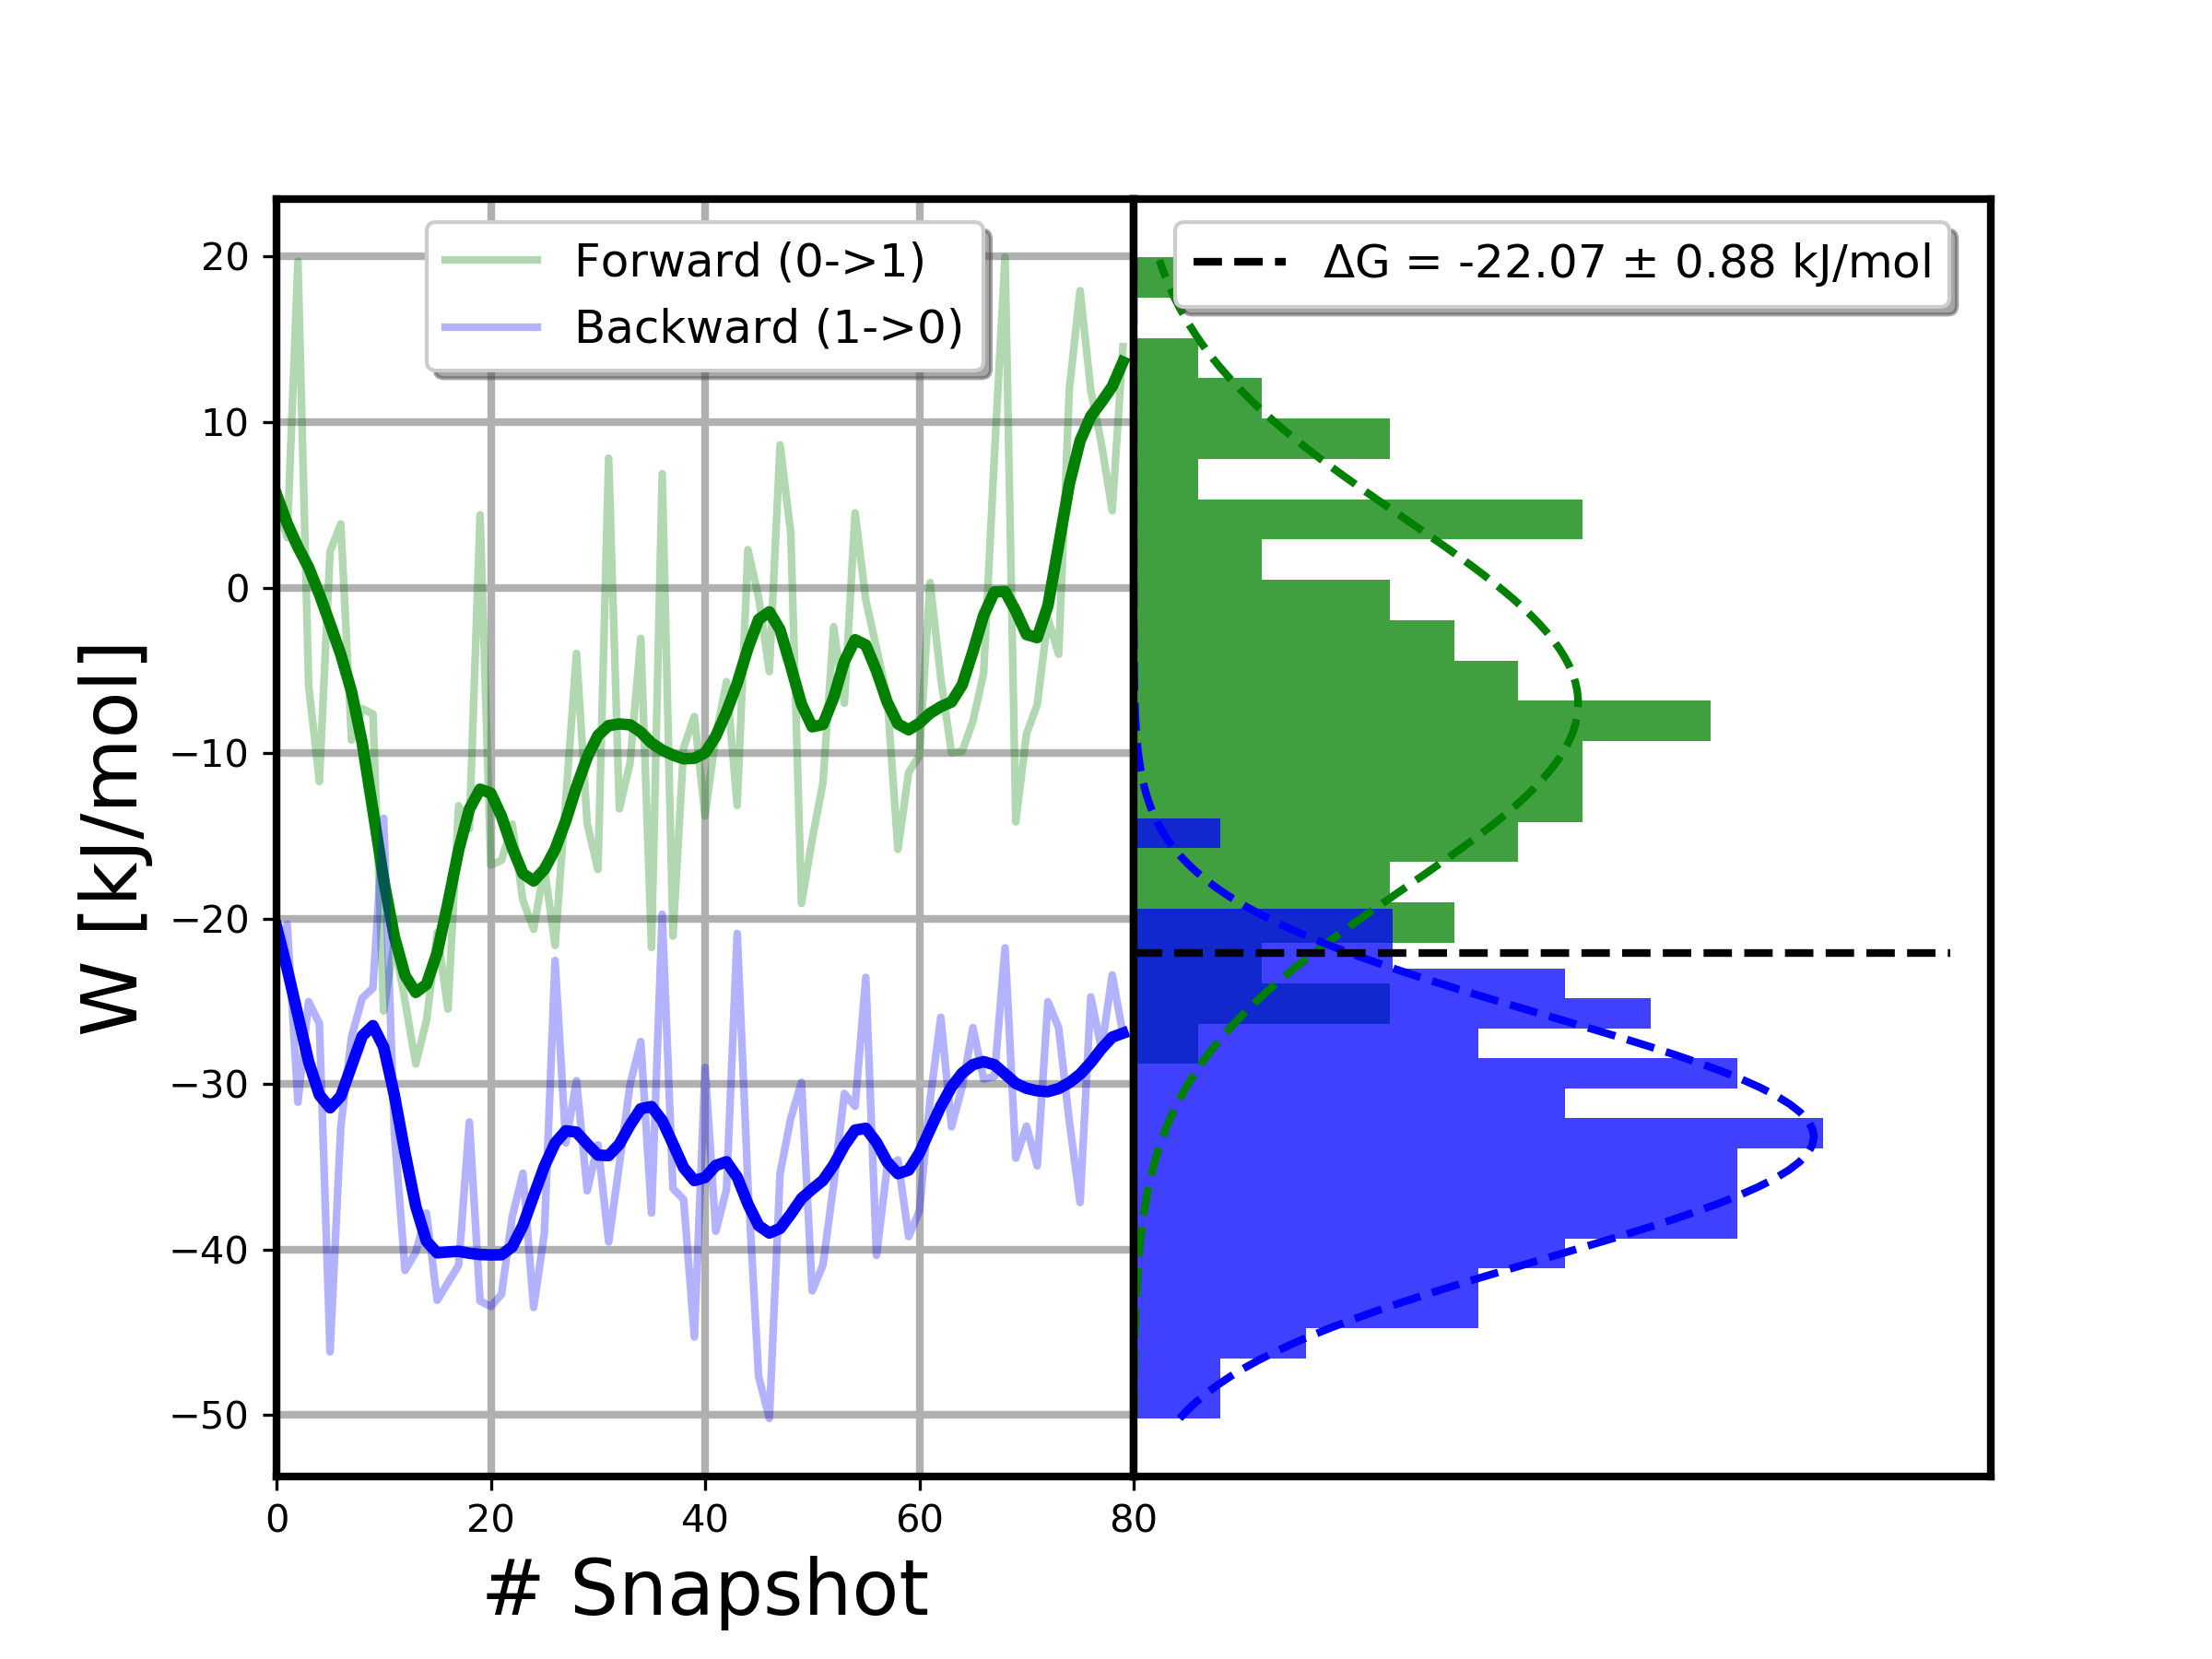 Forward (0->1)
Backward (1->0)
ΔG = -22.07 ± 0.88 kJ/mol
W [kJ/mol]
20
10
0
−10
−20
−30
−40
−50
0 20 40 60 80
# Snapshot